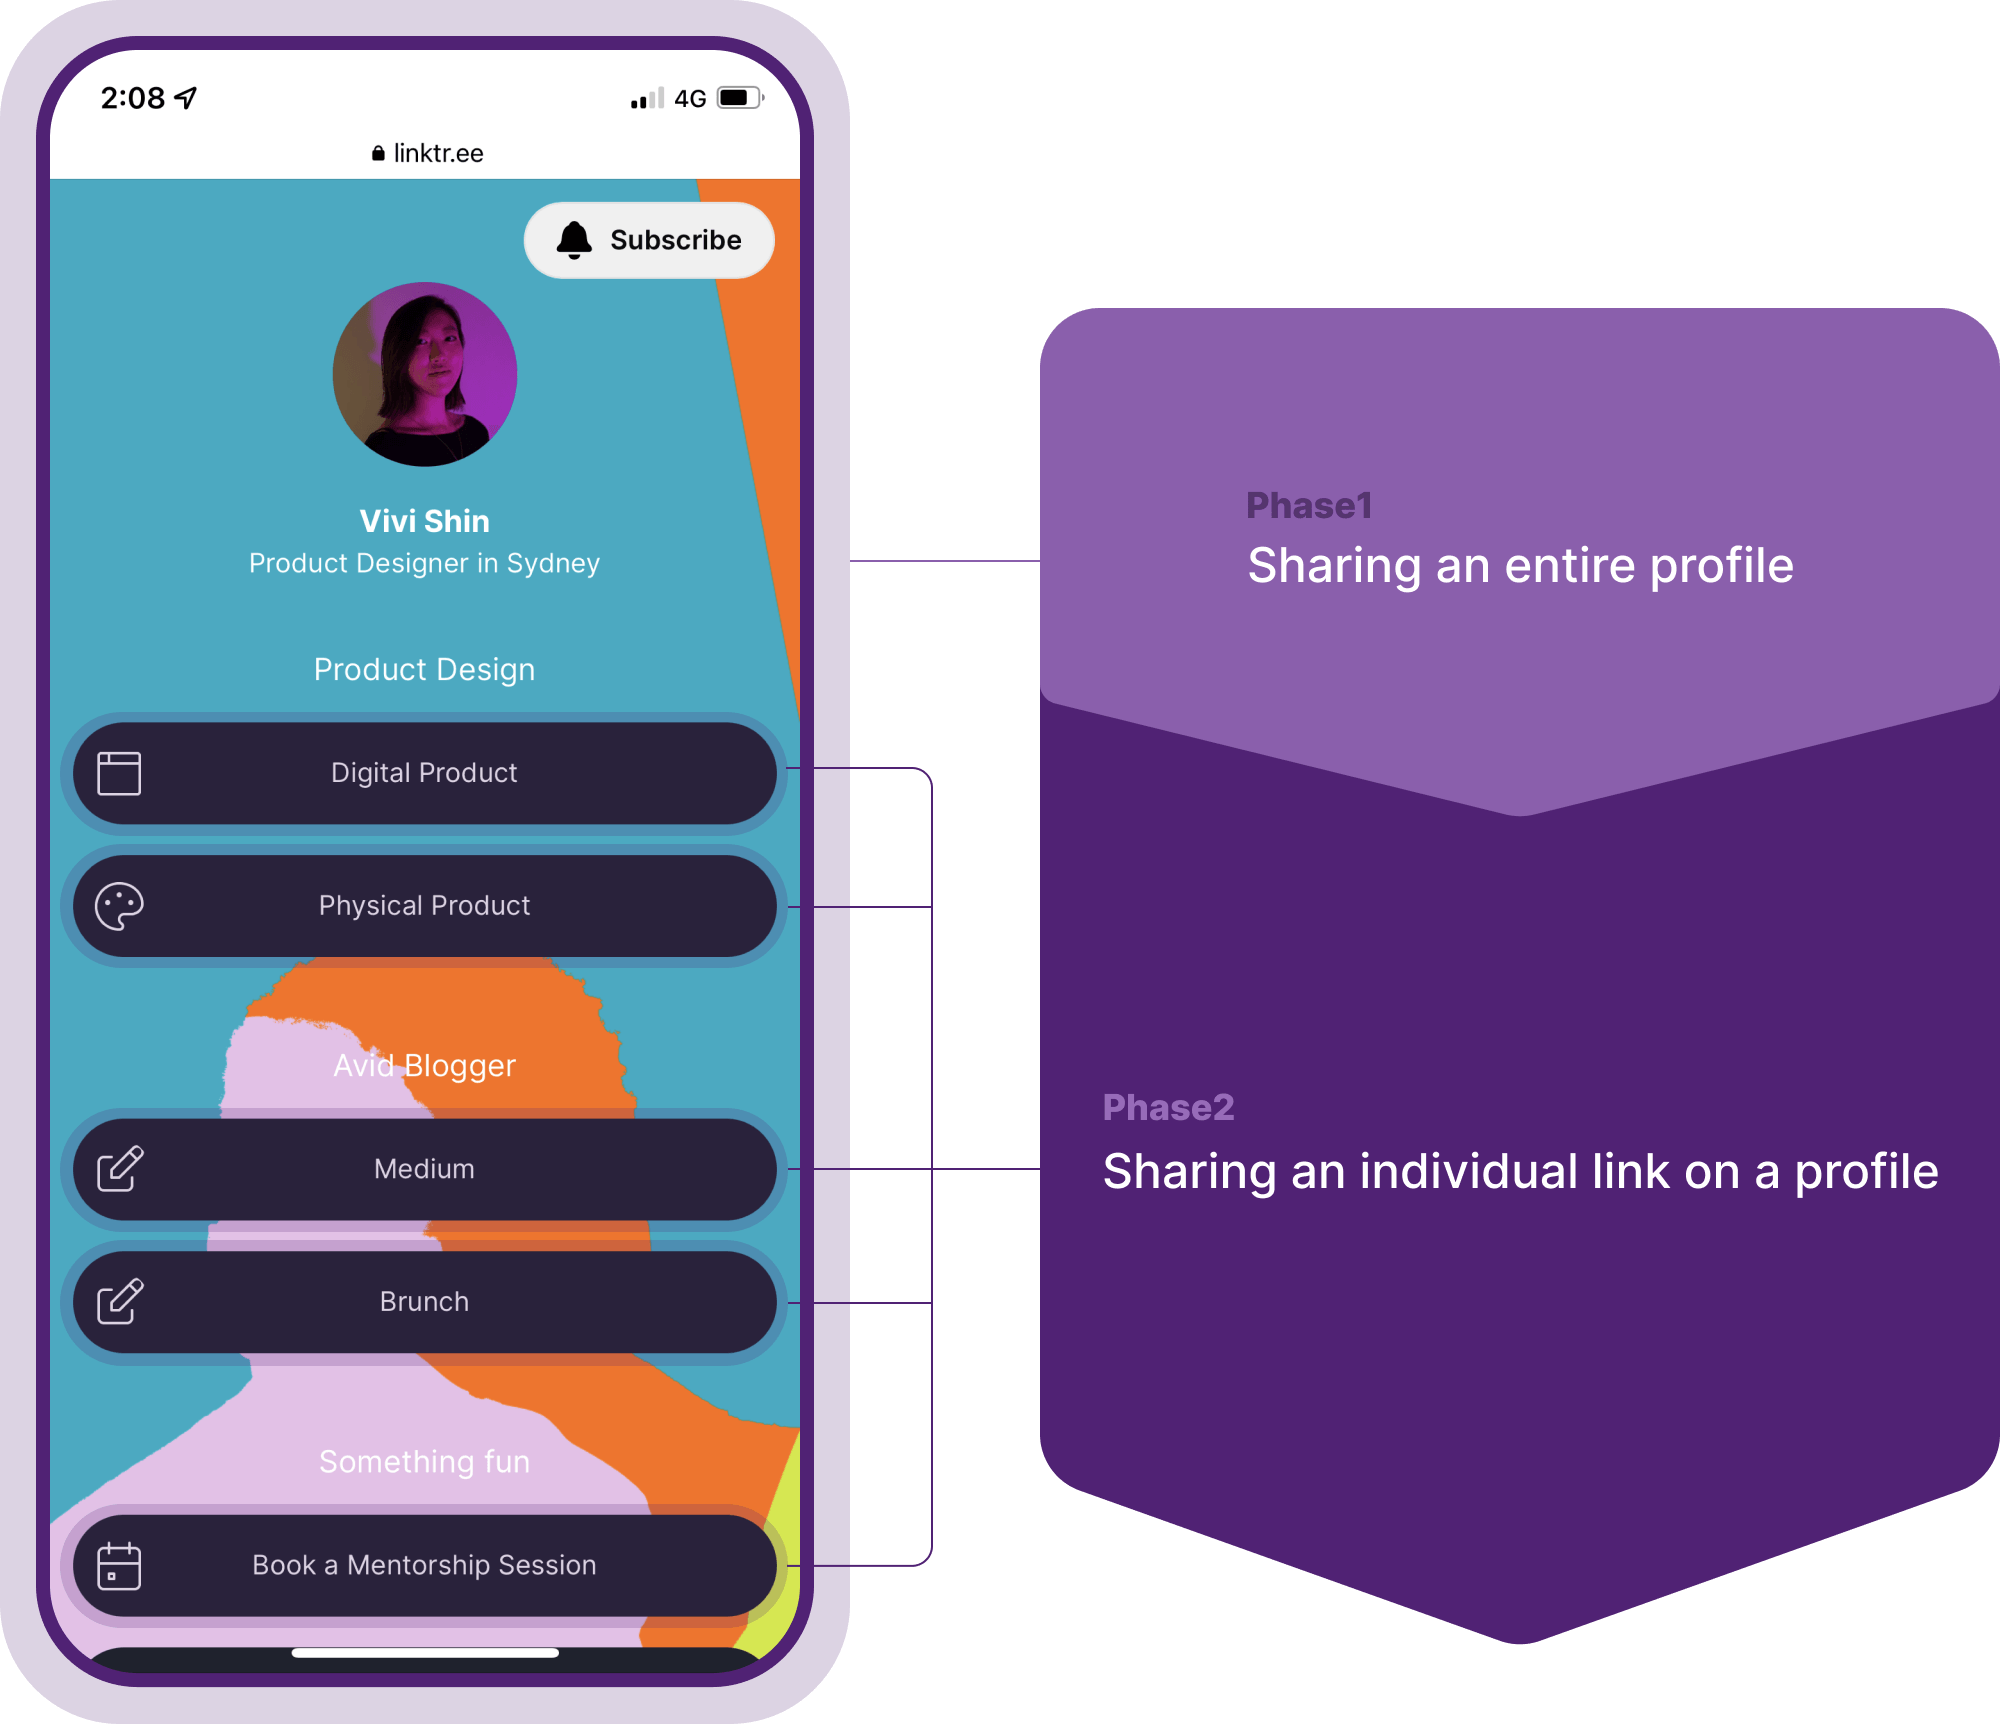 2:08
4G
linktr.ee
Subscribe
Vivi Shin
Product Designer in Sydney
Product Design
Digital Product
Physical Product
Avid Blogger
Medium
Brunch
Something fun
Book a Mentorship Session
Phase1
Sharing an entire profile
Phase2
Sharing an individual link on a profile